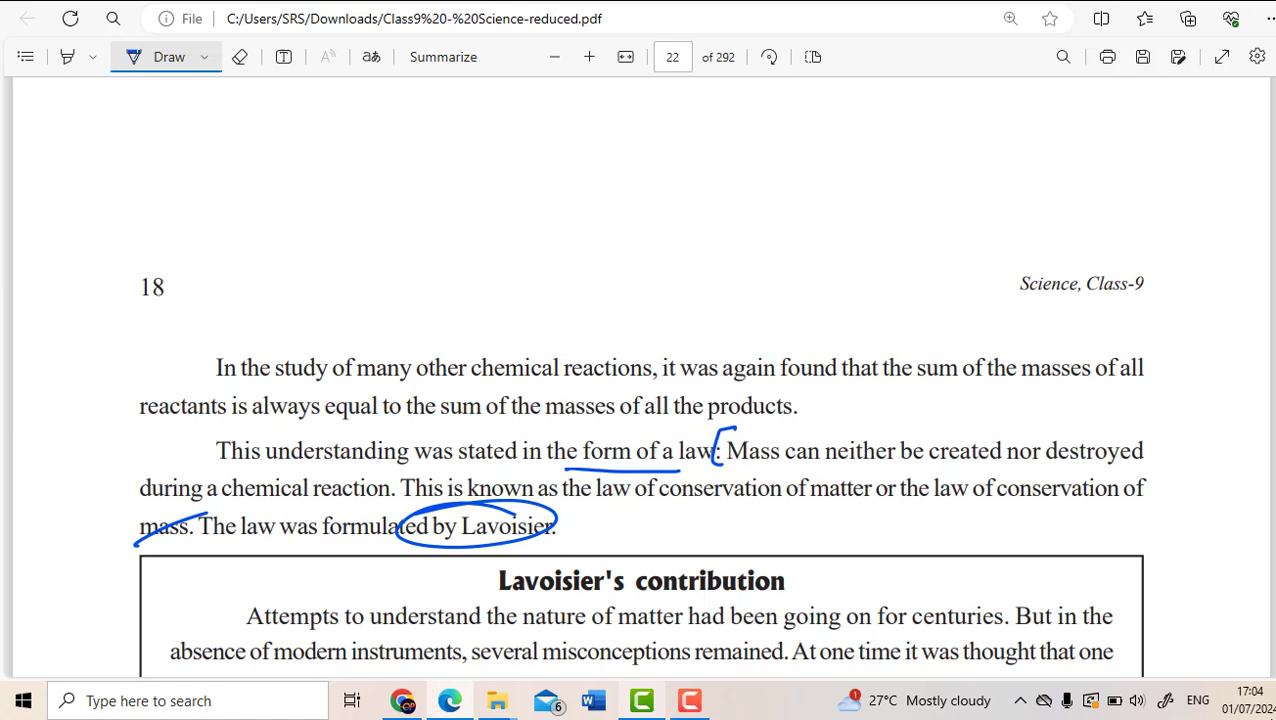 File C:/Users/SRS/Downloads/Class9%20-%20Science-reduced.pdf
Draw Summarize 22 of 292
18 Science, Class-9
In the study of many other chemical reactions, it was again found that the sum of the masses of all
reactants is always equal to the sum of the masses of all the products.
This understanding was stated in the form of a law: Mass can neither be created nor destroyed
during a chemical reaction. This is known as the law of conservation of matter or the law of conservation of
mass. The law was formulated by Lavoisier.
Lavoisier's contribution
Attempts to understand the nature of matter had been going on for centuries. But in the
absence of modern instruments, several misconceptions remained. At one time it was thought that one
Type here to search 6 1 27°C Mostly cloudy ENG 17:04
01/07/2024